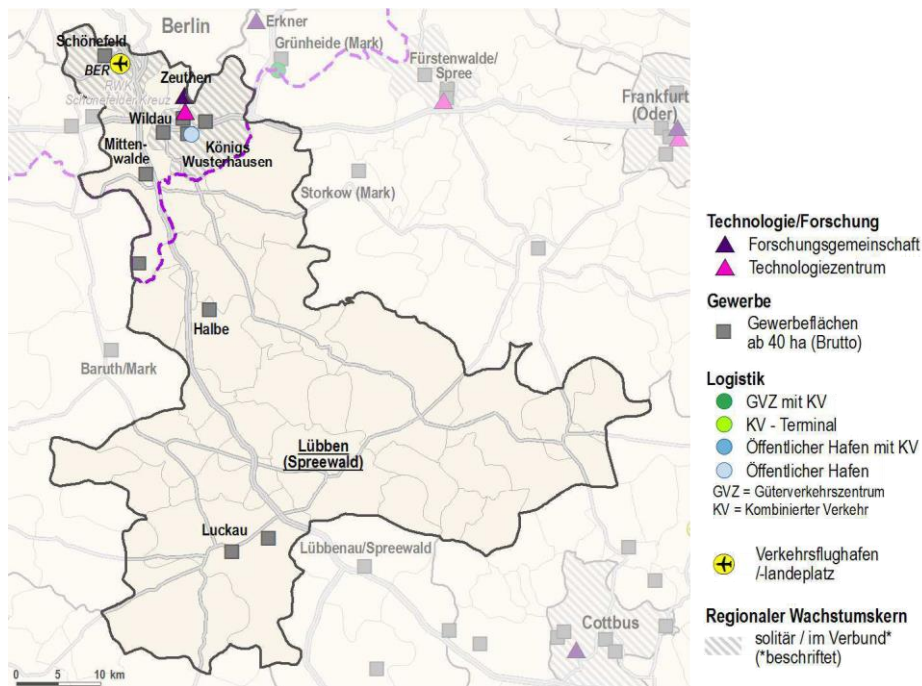 Berlin
Erkner
Grünheide (Mark)
Schönefeld
BER
RWK
Schönefelder Kreuz
Zeuthen
Fürstenwalde/
Spree
Frankfurt
(Oder)
Wildau
Mitten-
walde
Königs
Wusterhausen
Storkow (Mark)
Halbe
Baruth/Mark
Lübben
(Spreewald)
Luckau
Lübbenau/Spreewald
Cottbus
0 5 10 km
Technologie/Forschung
Forschungsgemeinschaft
Technologiezentrum
Gewerbe
Gewerbeflächen
ab 40 ha (Brutto)
Logistik
GVZ mit KV
KV - Terminal
Öffentlicher Hafen mit KV
Öffentlicher Hafen
GVZ = Güterverkehrszentrum
KV = Kombinierter Verkehr
Verkehrsflughafen
/-landeplatz
Regionaler Wachstumskern
solitär / im Verbund*
(*beschriftet)